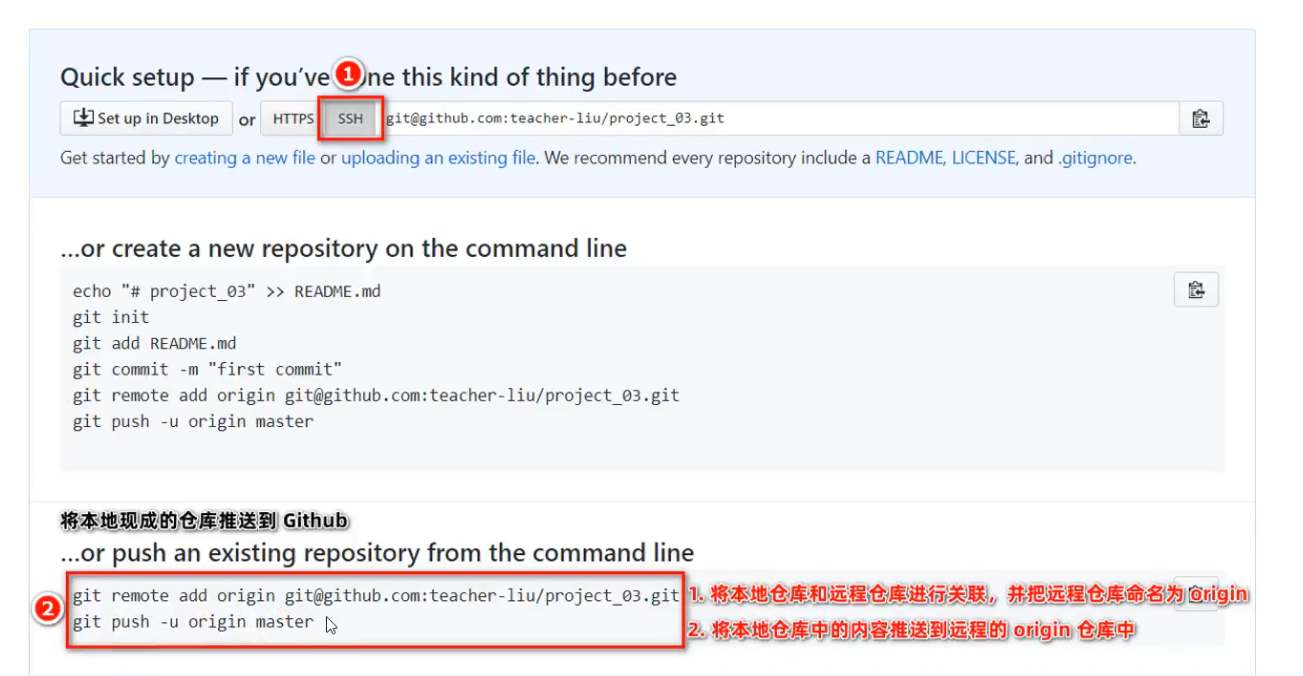 Quick setup — if you've ne this kind of thing before
1
Set up in Desktop or HTTPS SSH git@github.com:teacher-liu/project_03.git
Get started by creating a new file or uploading an existing file. We recommend every repository include a README, LICENSE, and .gitignore.
...or create a new repository on the command line
echo "# project_03" >> README.md
git init
git add README.md
git commit -m "first commit"
git remote add origin git@github.com:teacher-liu/project_03.git
git push -u origin master
将本地现成的仓库推送到 Github
...or push an existing repository from the command line
2
git remote add origin git@github.com:teacher-liu/project_03.git
git push -u origin master
1. 将本地仓库和远程仓库进行关联，并把远程仓库命名为 origin
2. 将本地仓库中的内容推送到远程的 origin 仓库中